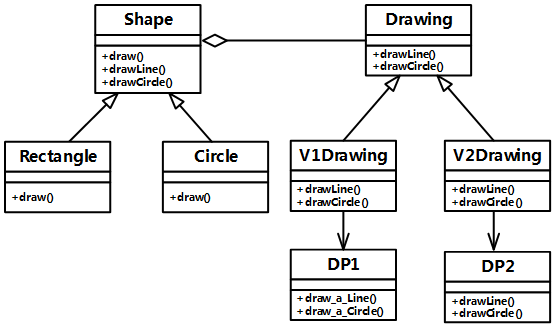 Shape
+draw()
+drawLine()
+drawCircle()
Drawing
+drawLine()
+drawCircle()
Rectangle
+draw()
Circle
+draw()
V1Drawing
+drawLine()
+drawCircle()
V2Drawing
+drawLine()
+drawCircle()
DP1
+draw_a_Line()
+draw_a_Circle()
DP2
+drawLine()
+drawCircle()